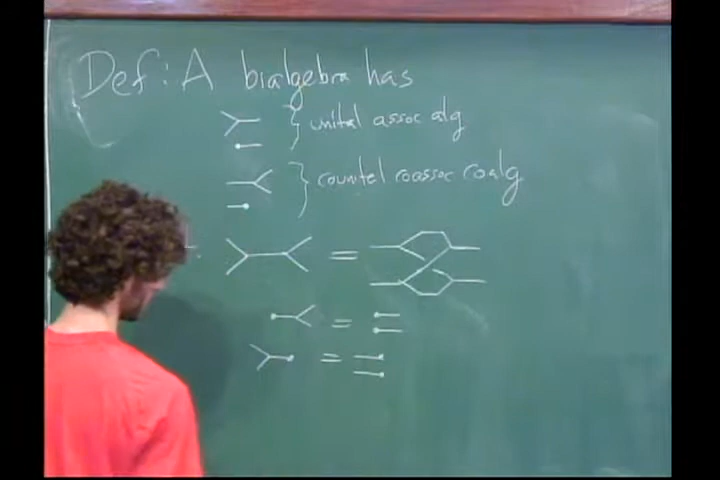 Def: A bialgebra has
unital assoc alg
counital coassoc coalg
=
=
=